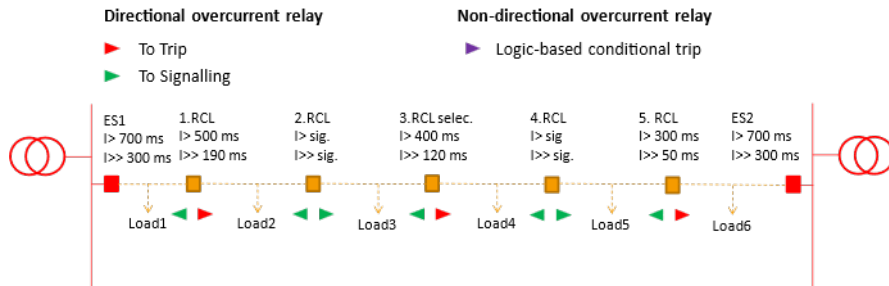 Directional overcurrent relay
Non-directional overcurrent relay
To Trip
Logic-based conditional trip
To Signalling
ES1
I> 700 ms
I>> 300 ms
1.RCL
I> 500 ms
I>> 190 ms
2.RCL
I> sig.
I>> sig.
3.RCL selec.
I> 400 ms
I>> 120 ms
4.RCL
I> sig
I>> sig.
5. RCL
I> 300 ms
I>> 50 ms
ES2
I> 700 ms
I>> 300 ms
Load1
Load2
Load3
Load4
Load5
Load6